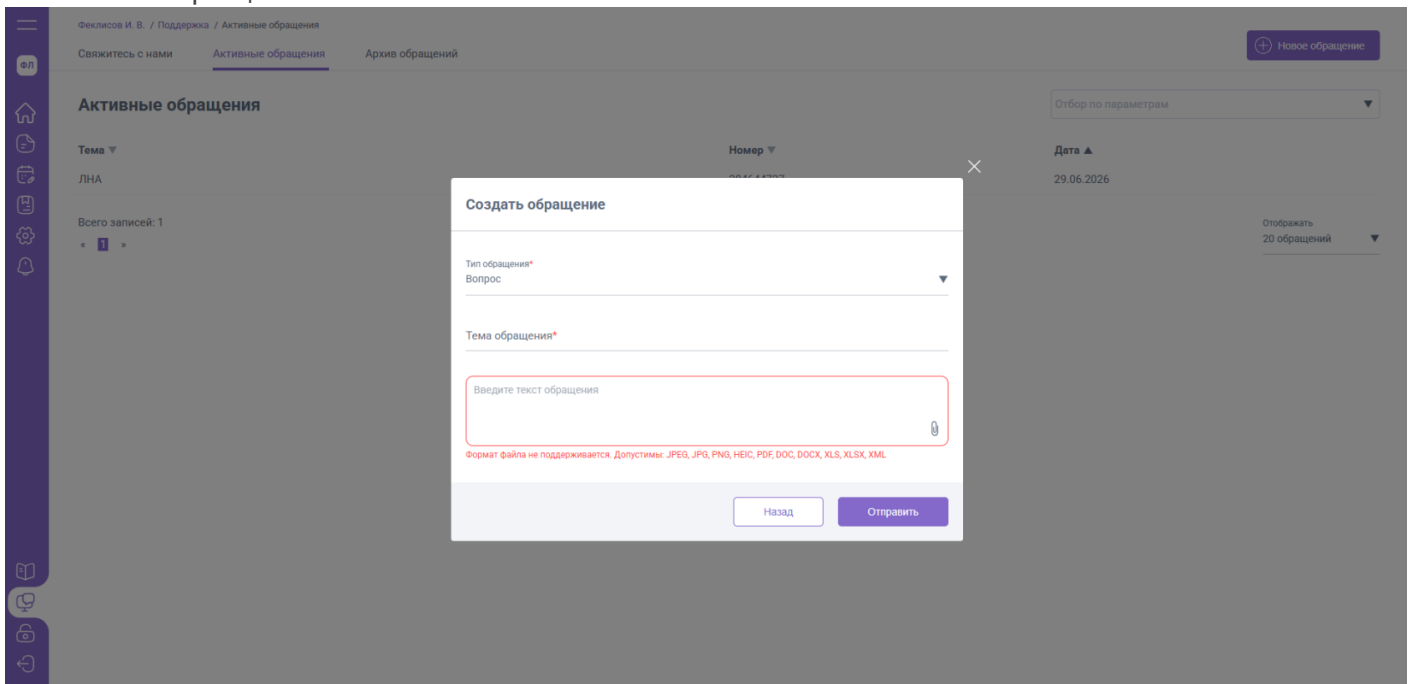 Феклисов И. В. / Поддержка / Активные обращения
Свяжитесь с нами Активные обращения Архив обращений
Новое обращение
ФЛ
Активные обращения
Отбор по параметрам
Тема Номер Дата
ЛНА 29.06.2026
Всего записей: 1
« 1 »
Отображать
20 обращений
Создать обращение
Тип обращения*
Вопрос
Тема обращения*
Введите текст обращения
Формат файла не поддерживается. Допустимы: JPEG, JPG, PNG, HEIC, PDF, DOC, DOCX, XLS, XLSX, XML
Назад Отправить